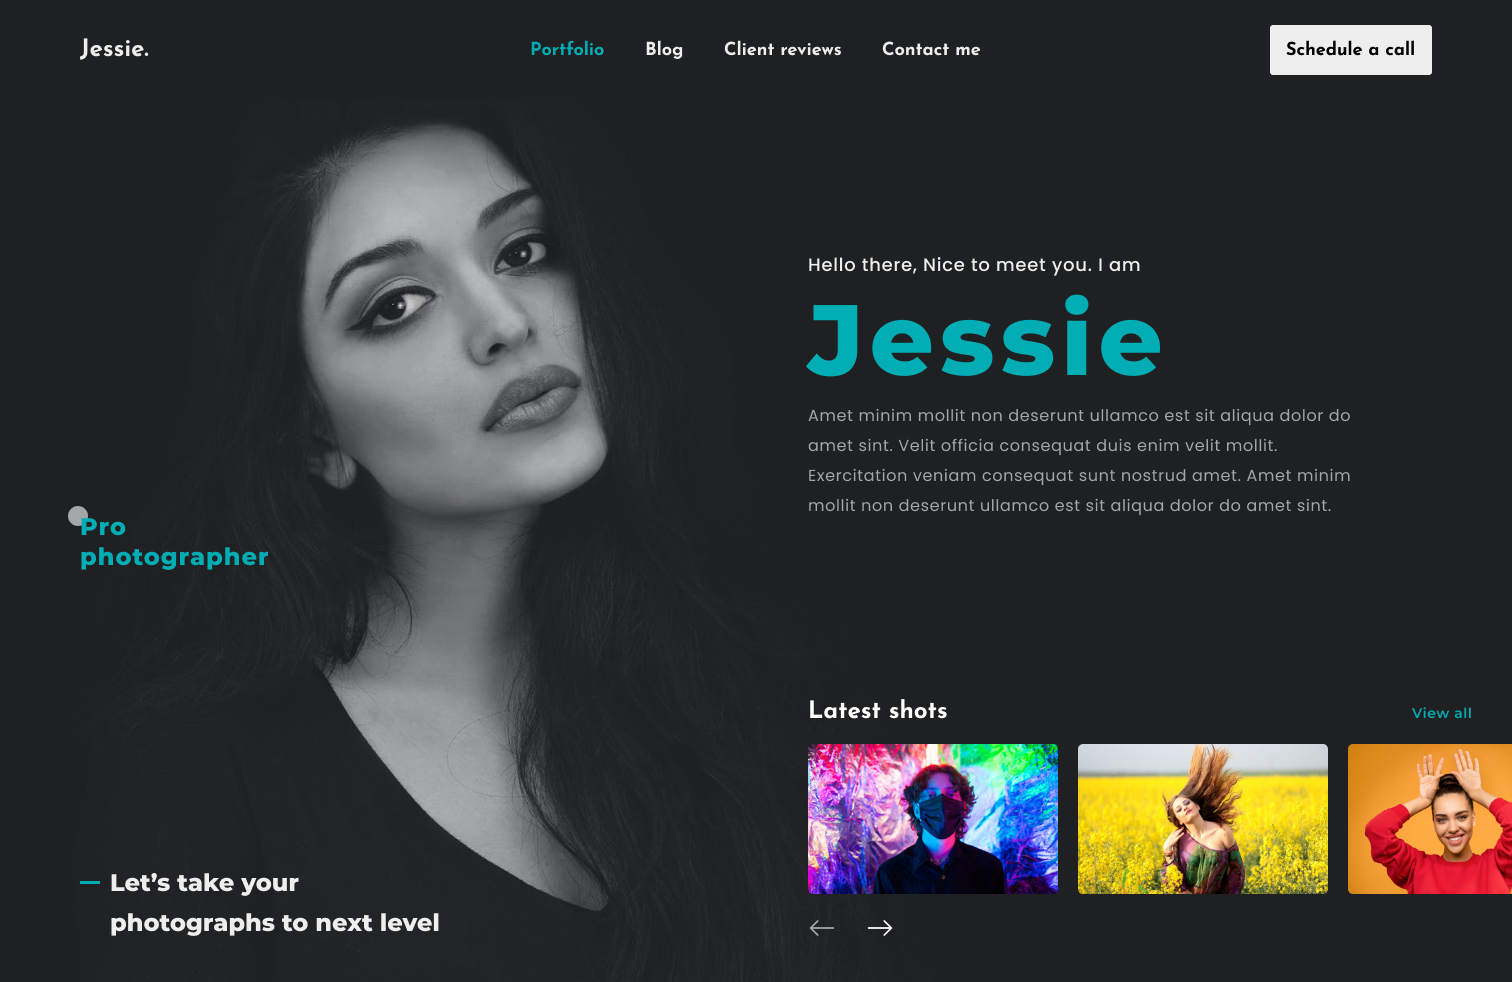 Jessie.
Portfolio
Blog
Client reviews
Contact me
Schedule a call
Hello there, Nice to meet you. I am
Jessie
Amet minim mollit non deserunt ullamco est sit aliqua dolor do
amet sint. Velit officia consequat duis enim velit mollit.
Exercitation veniam consequat sunt nostrud amet. Amet minim
mollit non deserunt ullamco est sit aliqua dolor do amet sint.
Pro
photographer
Let’s take your
photographs to next level
Latest shots
View all